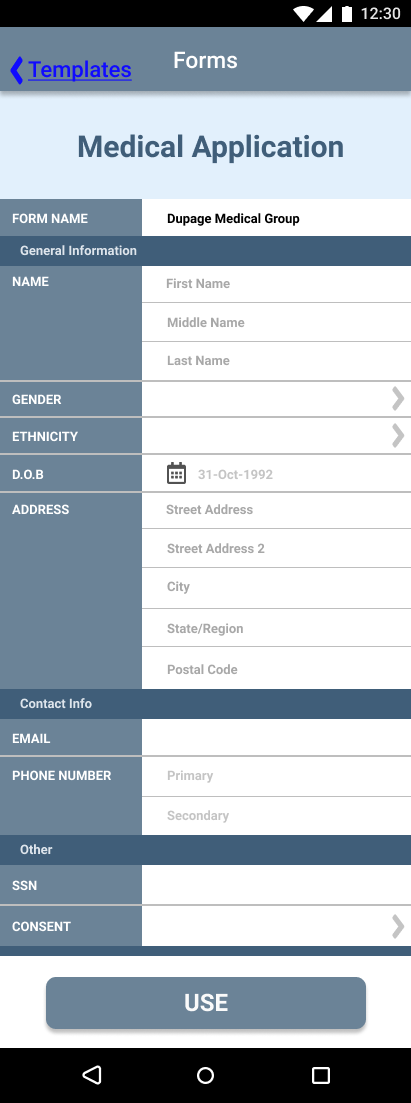 12:30
Templates
Forms
Medical Application
FORM NAME
Dupage Medical Group
General Information
NAME
First Name
Middle Name
Last Name
GENDER
ETHNICITY
D.O.B
31-Oct-1992
ADDRESS
Street Address
Street Address 2
City
State/Region
Postal Code
Contact Info
EMAIL
PHONE NUMBER
Primary
Secondary
Other
SSN
CONSENT
USE